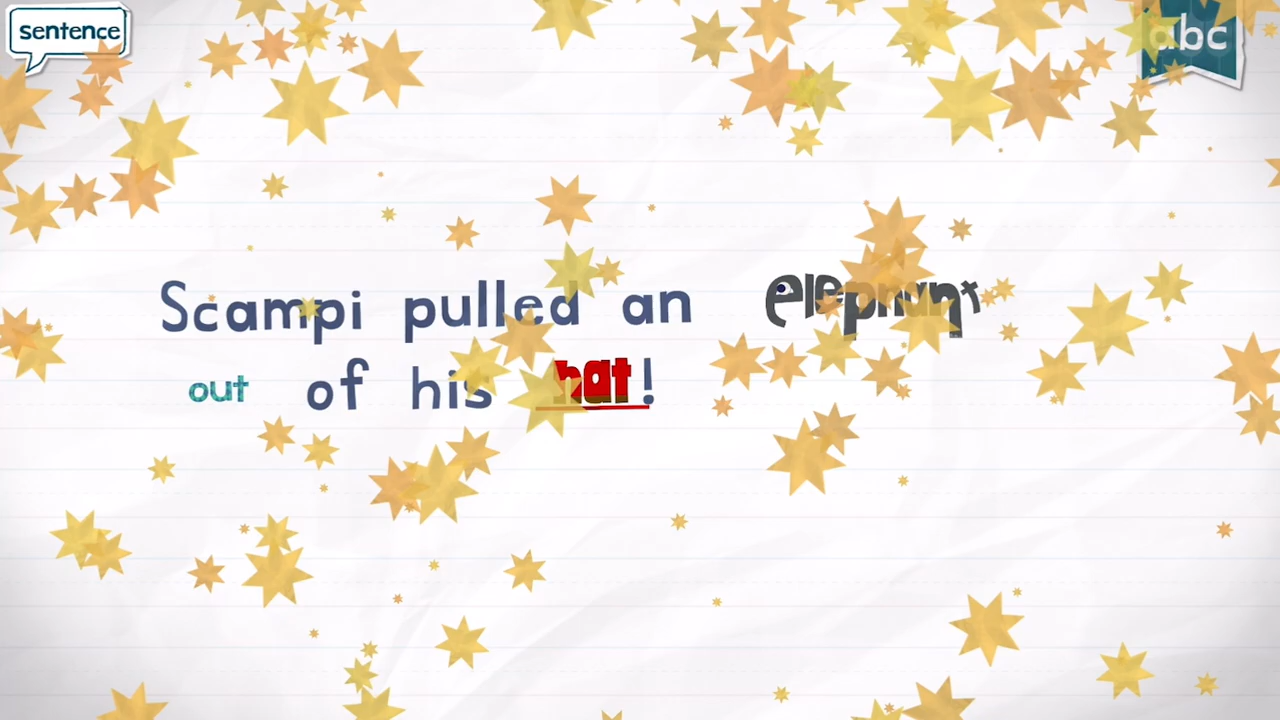 sentence
abc
Scampi pulled an elephant
out of his hat!